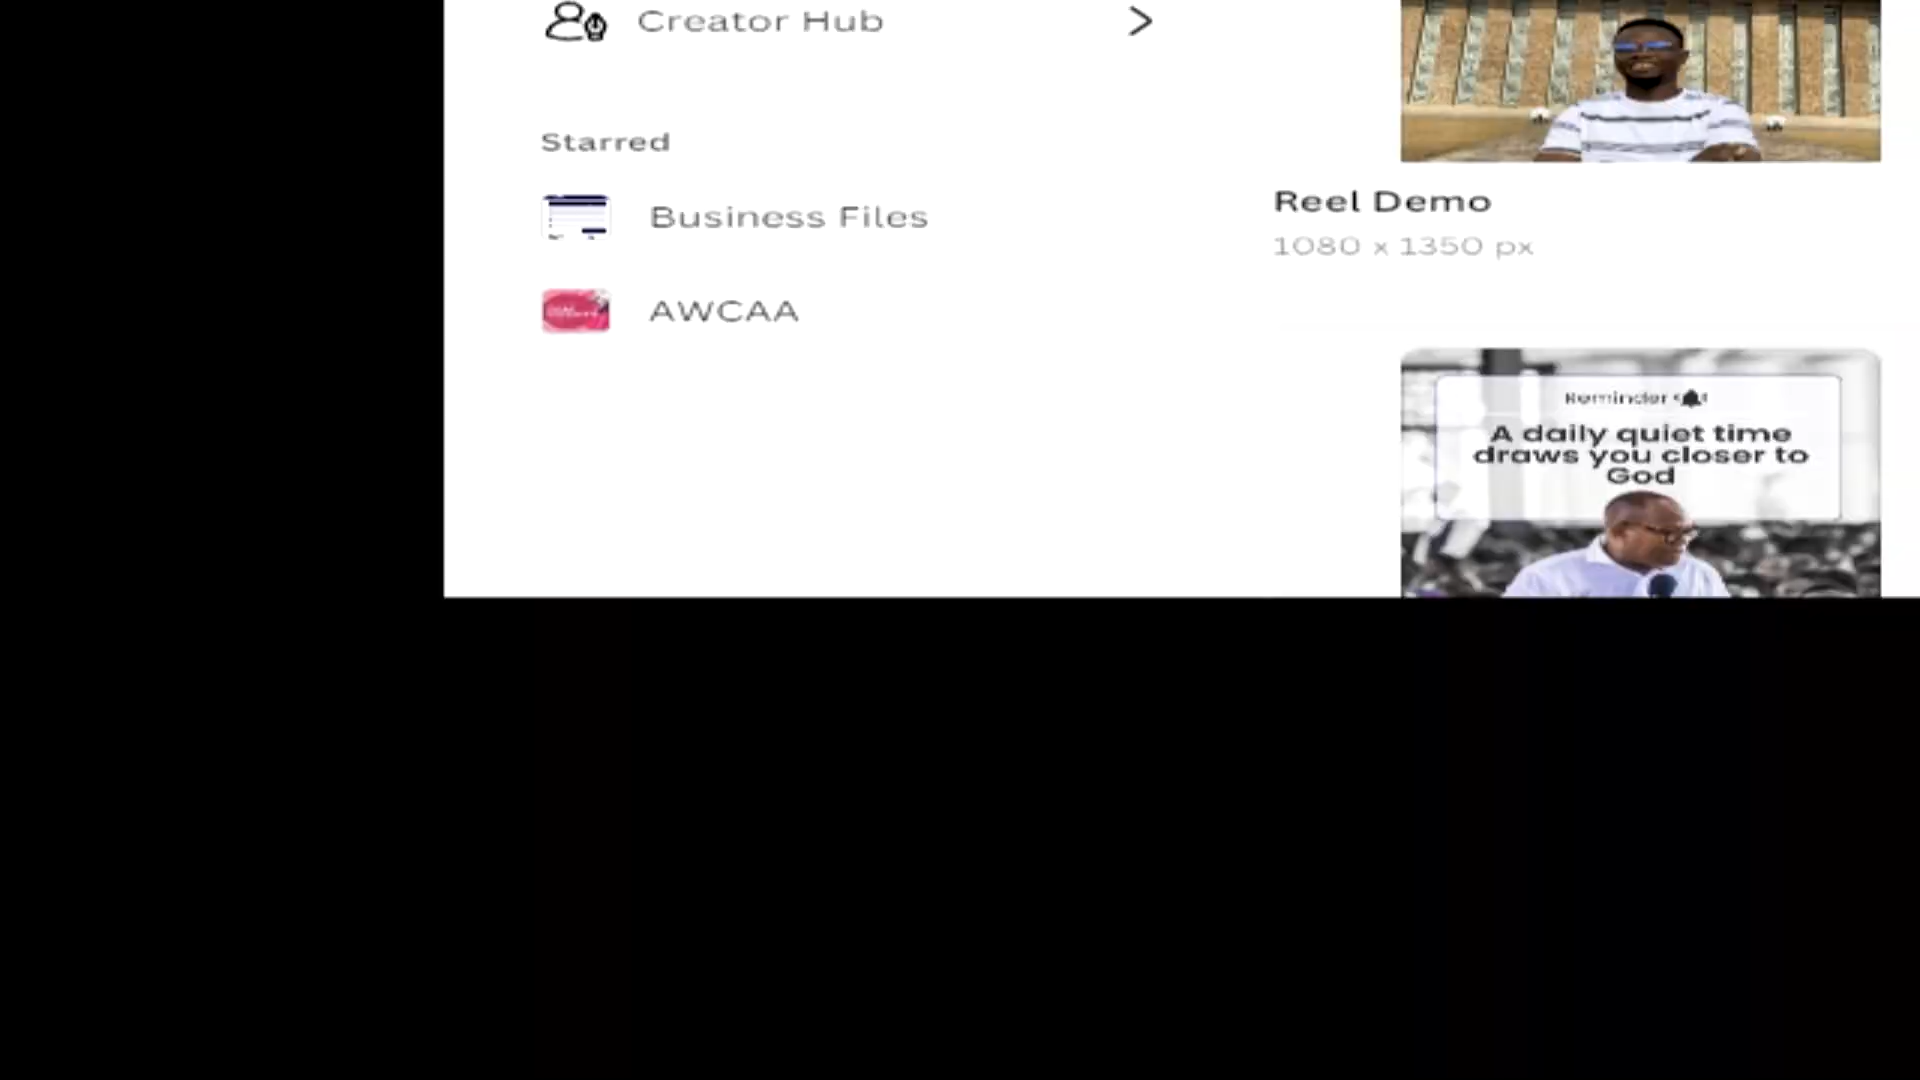 Creator Hub
Starred
Business Files
AWCAA
Reel Demo
1080 x 1350 px
Reminder
A daily quiet time
draws you closer to
God